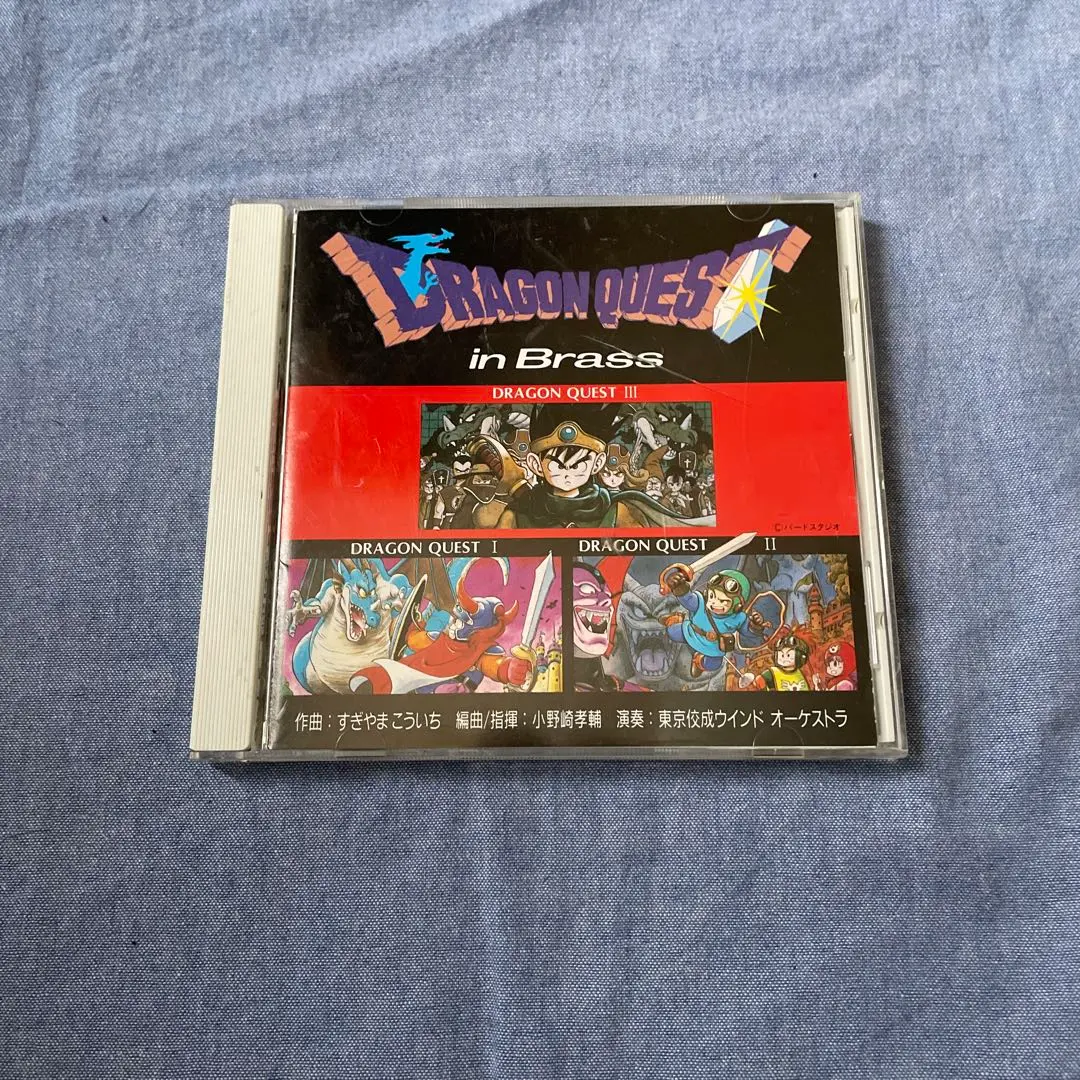 DRAGON QUEST
in Brass
DRAGON QUEST III
©バードスタジオ
DRAGON QUEST I
DRAGON QUEST II
作曲：すぎやまこういち 編曲/指揮：小野崎孝輔 演奏：東京佼成ウインド オーケストラ